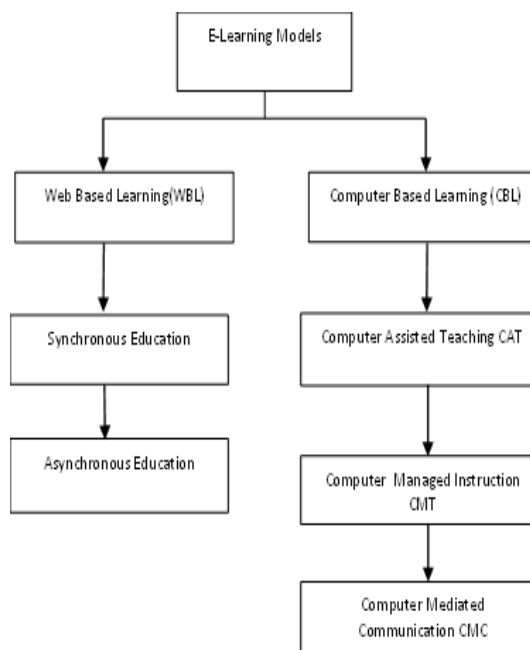 E-Learning Models
Web Based Learning(WBL)
Computer Based Learning (CBL)
Synchronous Education
Computer Assisted Teaching CAT
Asynchronous Education
Computer Managed Instruction
CMT
Computer Mediated
Communication CMC